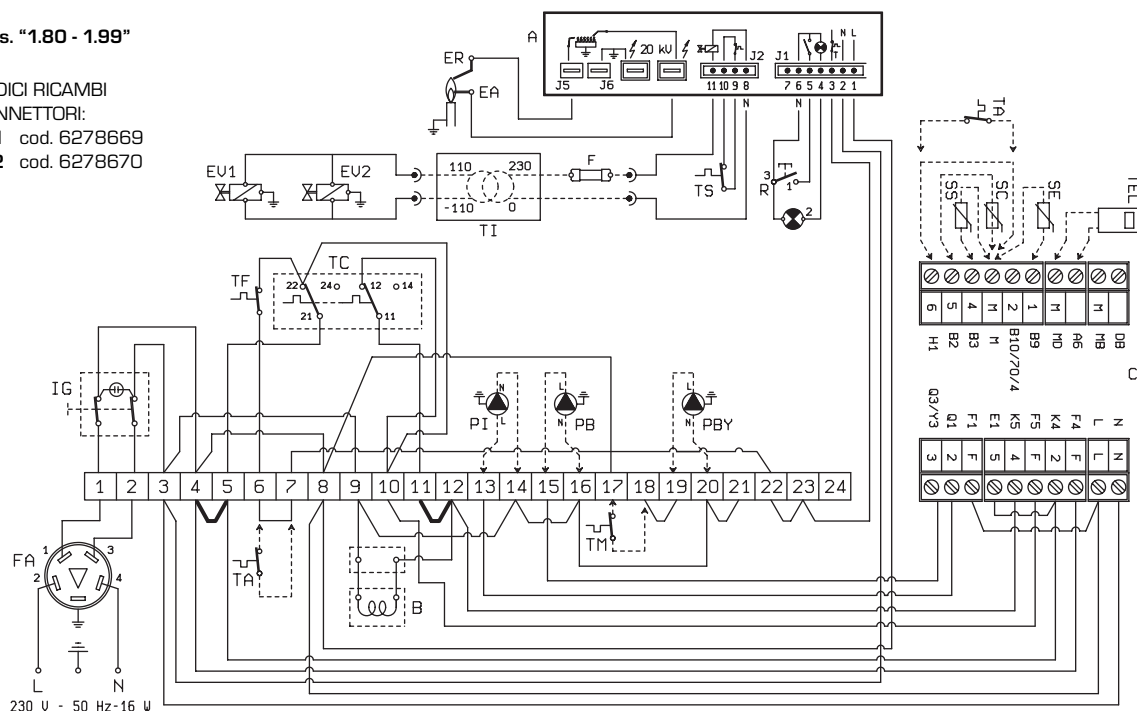 s. “1.80 - 1.99”
DICI RICAMBI
NNETTORI:
cod. 6278669
2 cod. 6278670
A
20 kV
J5
J6
J2
J1
N L
T
11 10 9 8
7 6 5 4 3 2 1
N
N
ER
EA
EV1
EV2
110
230
-110
0
TI
F
TS
3
1
R
2
TA
SS
SC
SE
TEL
TF
TC
22
24
12
14
21
11
IG
N
L
PI
L
N
PB
L
N
PBY
6 5 4 M 2 1 M M
H1 B2 B3 M B10/70/4 B9 MD A6 MB DB
C
Q3/Y3 Q1 F1 E1 K5 F5 K4 F4 L N
3 2 F 5 4 F 2 F L N
1 2 3 4 5 6 7 8 9 10 11 12 13 14 15 16 17 18 19 20 21 22 23 24
FA
1
3
2
4
TA
B
TM
L
N
230 V - 50 Hz-16 W